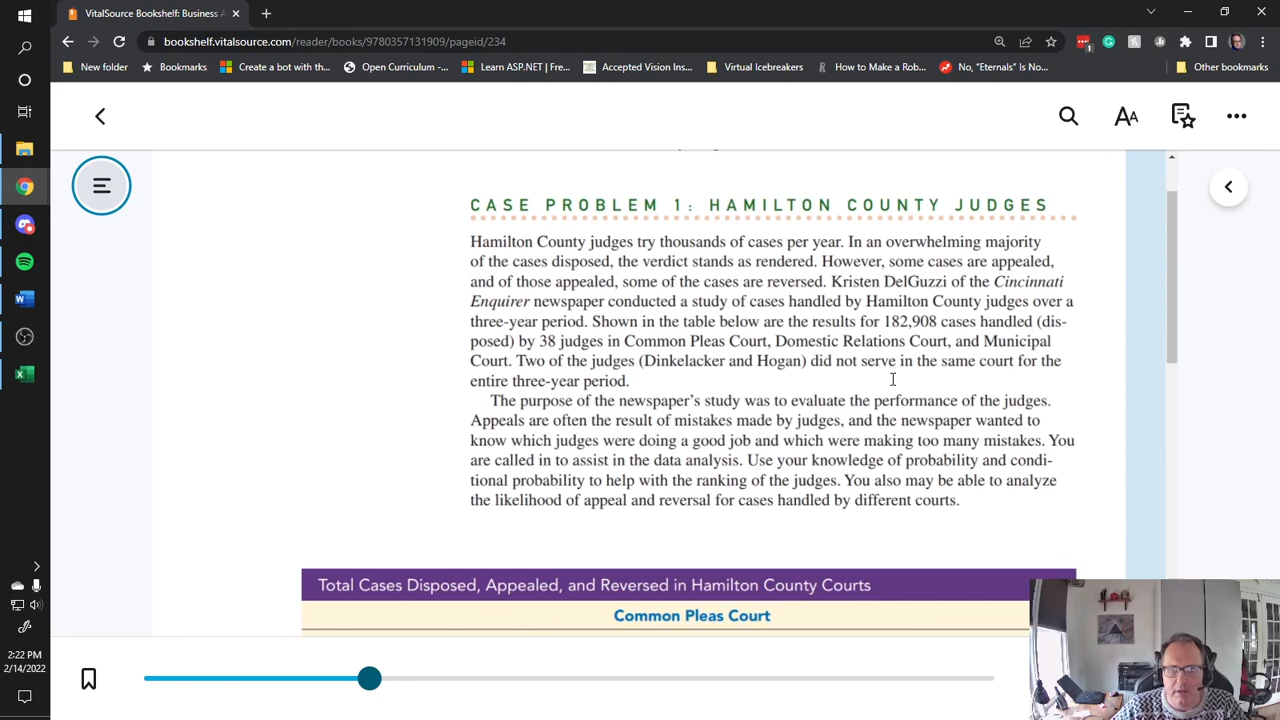 VitalSource Bookshelf: Business A
bookshelf.vitalsource.com/reader/books/9780357131909/pageid/234
1
New folder
Bookmarks
Create a bot with th...
Open Curriculum -...
Learn ASP.NET | Fre...
Accepted Vision Ins...
Virtual Icebreakers
How to Make a Rob...
No, "Eternals" Is No...
Other bookmarks
AA
CASE PROBLEM 1: HAMILTON COUNTY JUDGES
Hamilton County judges try thousands of cases per year. In an overwhelming majority
of the cases disposed, the verdict stands as rendered. However, some cases are appealed,
and of those appealed, some of the cases are reversed. Kristen DelGuzzi of the Cincinnati
Enquirer newspaper conducted a study of cases handled by Hamilton County judges over a
three-year period. Shown in the table below are the results for 182,908 cases handled (dis-
posed) by 38 judges in Common Pleas Court, Domestic Relations Court, and Municipal
Court. Two of the judges (Dinkelacker and Hogan) did not serve in the same court for the
entire three-year period.
The purpose of the newspaper's study was to evaluate the performance of the judges.
Appeals are often the result of mistakes made by judges, and the newspaper wanted to
know which judges were doing a good job and which were making too many mistakes. You
are called in to assist in the data analysis. Use your knowledge of probability and condi-
tional probability to help with the ranking of the judges. You also may be able to analyze
the likelihood of appeal and reversal for cases handled by different courts.
Total Cases Disposed, Appealed, and Reversed in Hamilton County Courts
Common Pleas Court
2:22 PM
2/14/2022